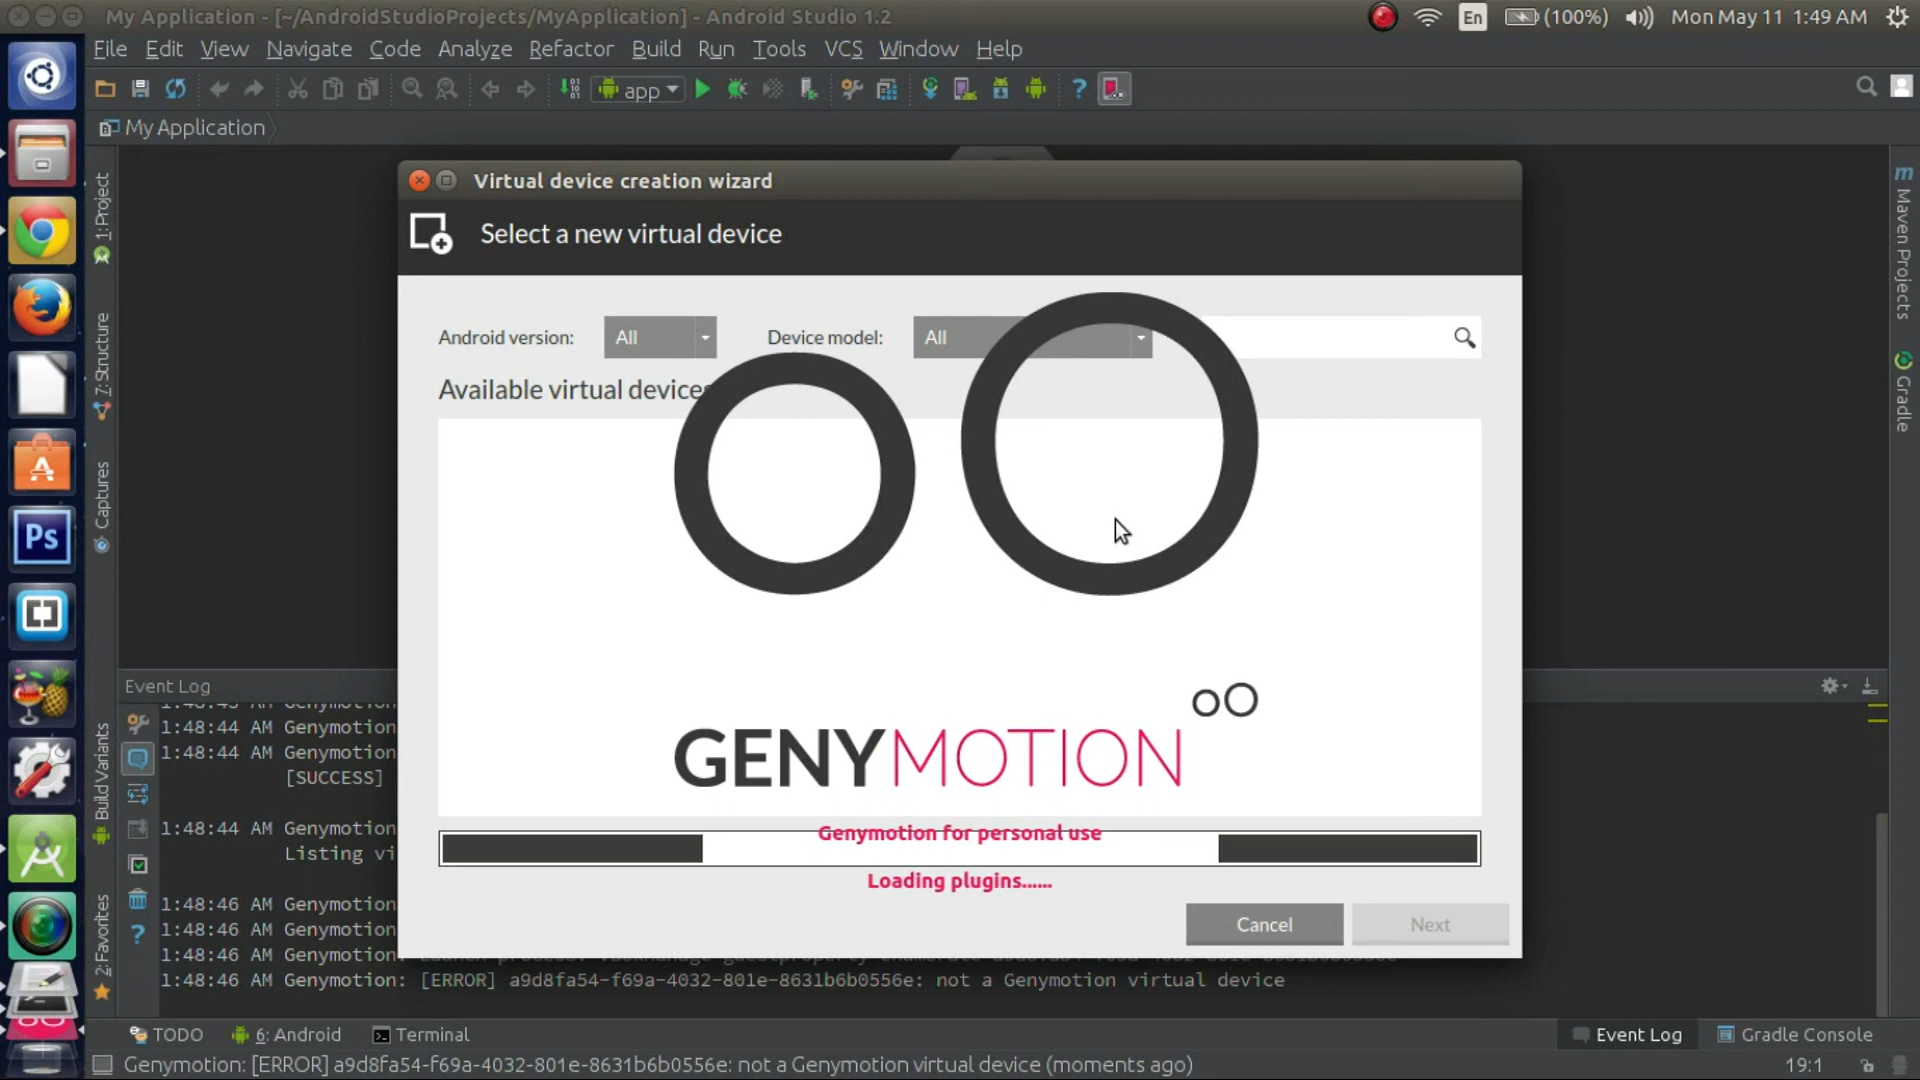 My Application - [~/AndroidStudioProjects/MyApplication] - Android Studio 1.2
En (100%) Mon May 11 1:49 AM
File Edit View Navigate Code Analyze Refactor Build Run Tools VCS Window Help
app
My Application
Virtual device creation wizard
Select a new virtual device
Android version: All Device model: All
Available virtual devices
GENYMOTION
Genymotion for personal use
Loading plugins......
Cancel Next
1: Project
7: Structure
Captures
Build Variants
2: Favorites
m Maven Projects
Gradle
Ps
Event Log
1:48:44 AM Genymotion
1:48:44 AM Genymotion
[SUCCESS]
1:48:44 AM Genymotion
Listing vi
1:48:46 AM Genymotion
1:48:46 AM Genymotion
1:48:46 AM Genymotion:
1:48:46 AM Genymotion: [ERROR] a9d8fa54-f69a-4032-801e-8631b6b0556e: not a Genymotion virtual device
TODO 6: Android Terminal Event Log Gradle Console
Genymotion: [ERROR] a9d8fa54-f69a-4032-801e-8631b6b0556e: not a Genymotion virtual device (moments ago) 19:1